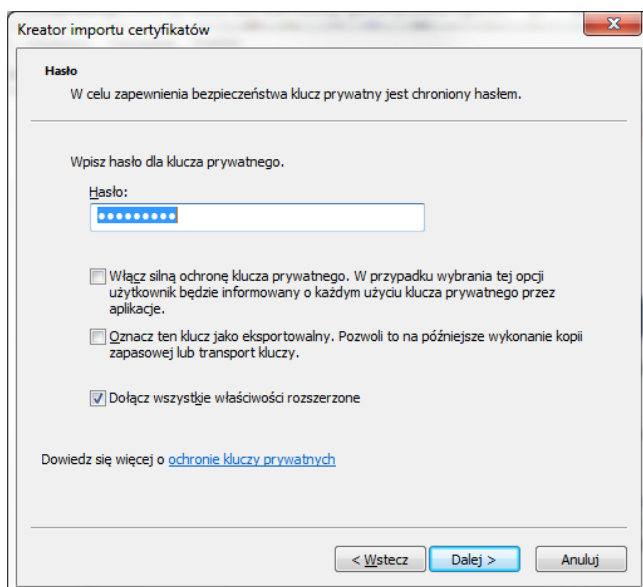 Kreator importu certyfikatów
Hasło
W celu zapewnienia bezpieczeństwa klucz prywatny jest chroniony hasłem.
Wpisz hasło dla klucza prywatnego.
Hasło:
•••••••••
Włącz silną ochronę klucza prywatnego. W przypadku wybrania tej opcji
użytkownik będzie informowany o każdym użyciu klucza prywatnego przez
aplikacje.
Oznacz ten klucz jako eksportowalny. Pozwoli to na późniejsze wykonanie kopii
zapasowej lub transport kluczy.
Dołącz wszystkie właściwości rozszerzone
Dowiedz się więcej o ochronie kluczy prywatnych
< Wstecz
Dalej >
Anuluj